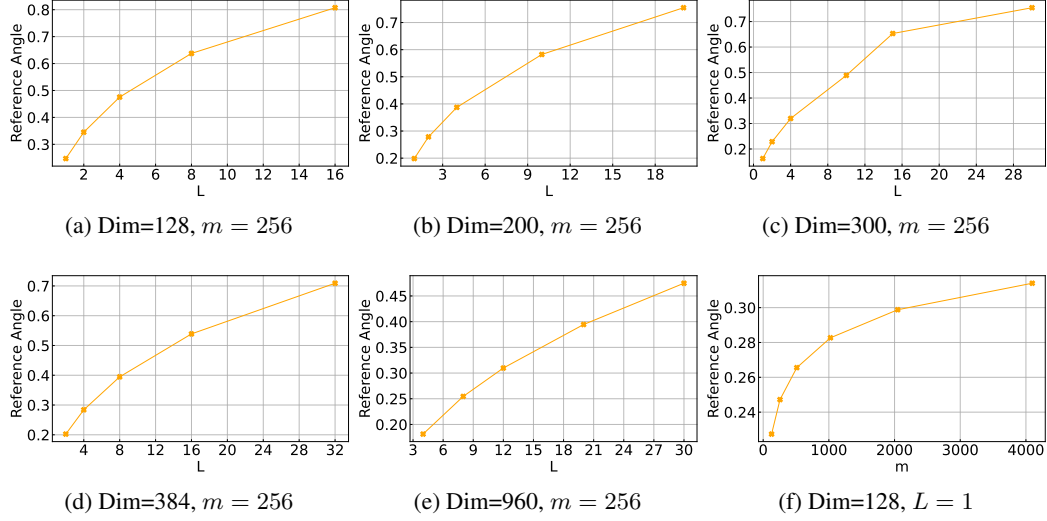 0.8
0.7
0.6
0.5
0.4
0.3
Reference Angle
2 4 6 8 10 12 14 16
L
(a) Dim=128, m = 256
0.7
0.6
0.5
0.4
0.3
0.2
Reference Angle
3 6 9 12 15 18
L
(b) Dim=200, m = 256
0.7
0.6
0.5
0.4
0.3
0.2
Reference Angle
0 4 8 12 16 20 24 28
L
(c) Dim=300, m = 256
0.7
0.6
0.5
0.4
0.3
0.2
Reference Angle
4 8 12 16 20 24 28 32
L
(d) Dim=384, m = 256
0.45
0.40
0.35
0.30
0.25
0.20
Reference Angle
3 6 9 12 15 18 21 24 27 30
L
(e) Dim=960, m = 256
0.30
0.28
0.26
0.24
Reference Angle
0 1000 2000 3000 4000
m
(f) Dim=128, L = 1